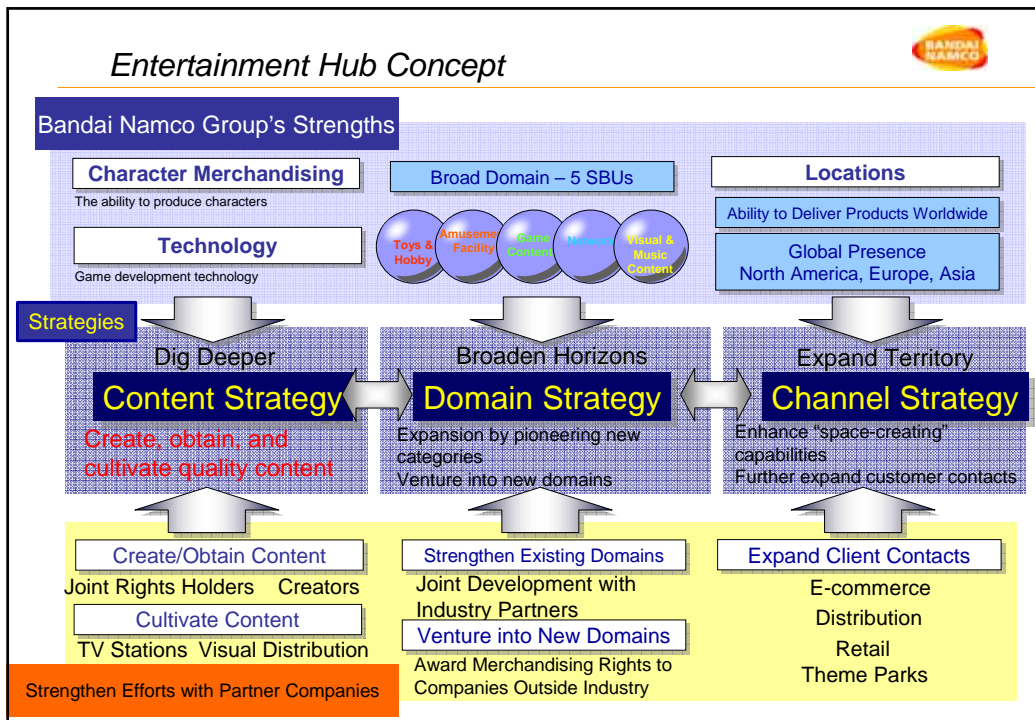 Entertainment Hub Concept
BANDAI
NAMCO
Bandai Namco Group's Strengths
Character Merchandising
The ability to produce characters
Technology
Game development technology
Broad Domain – 5 SBUs
Toys &
Hobby
Amuseme
Facility
Game
Content
Network
Visual &
Music
Content
Locations
Ability to Deliver Products Worldwide
Global Presence
North America, Europe, Asia
Strategies
Dig Deeper
Content Strategy
Create, obtain, and
cultivate quality content
Broaden Horizons
Domain Strategy
Expansion by pioneering new
categories
Venture into new domains
Expand Territory
Channel Strategy
Enhance “space-creating”
capabilities
Further expand customer contacts
Create/Obtain Content
Joint Rights Holders Creators
Cultivate Content
TV Stations Visual Distribution
Strengthen Existing Domains
Joint Development with
Industry Partners
Venture into New Domains
Award Merchandising Rights to
Companies Outside Industry
Expand Client Contacts
E-commerce
Distribution
Retail
Theme Parks
Strengthen Efforts with Partner Companies